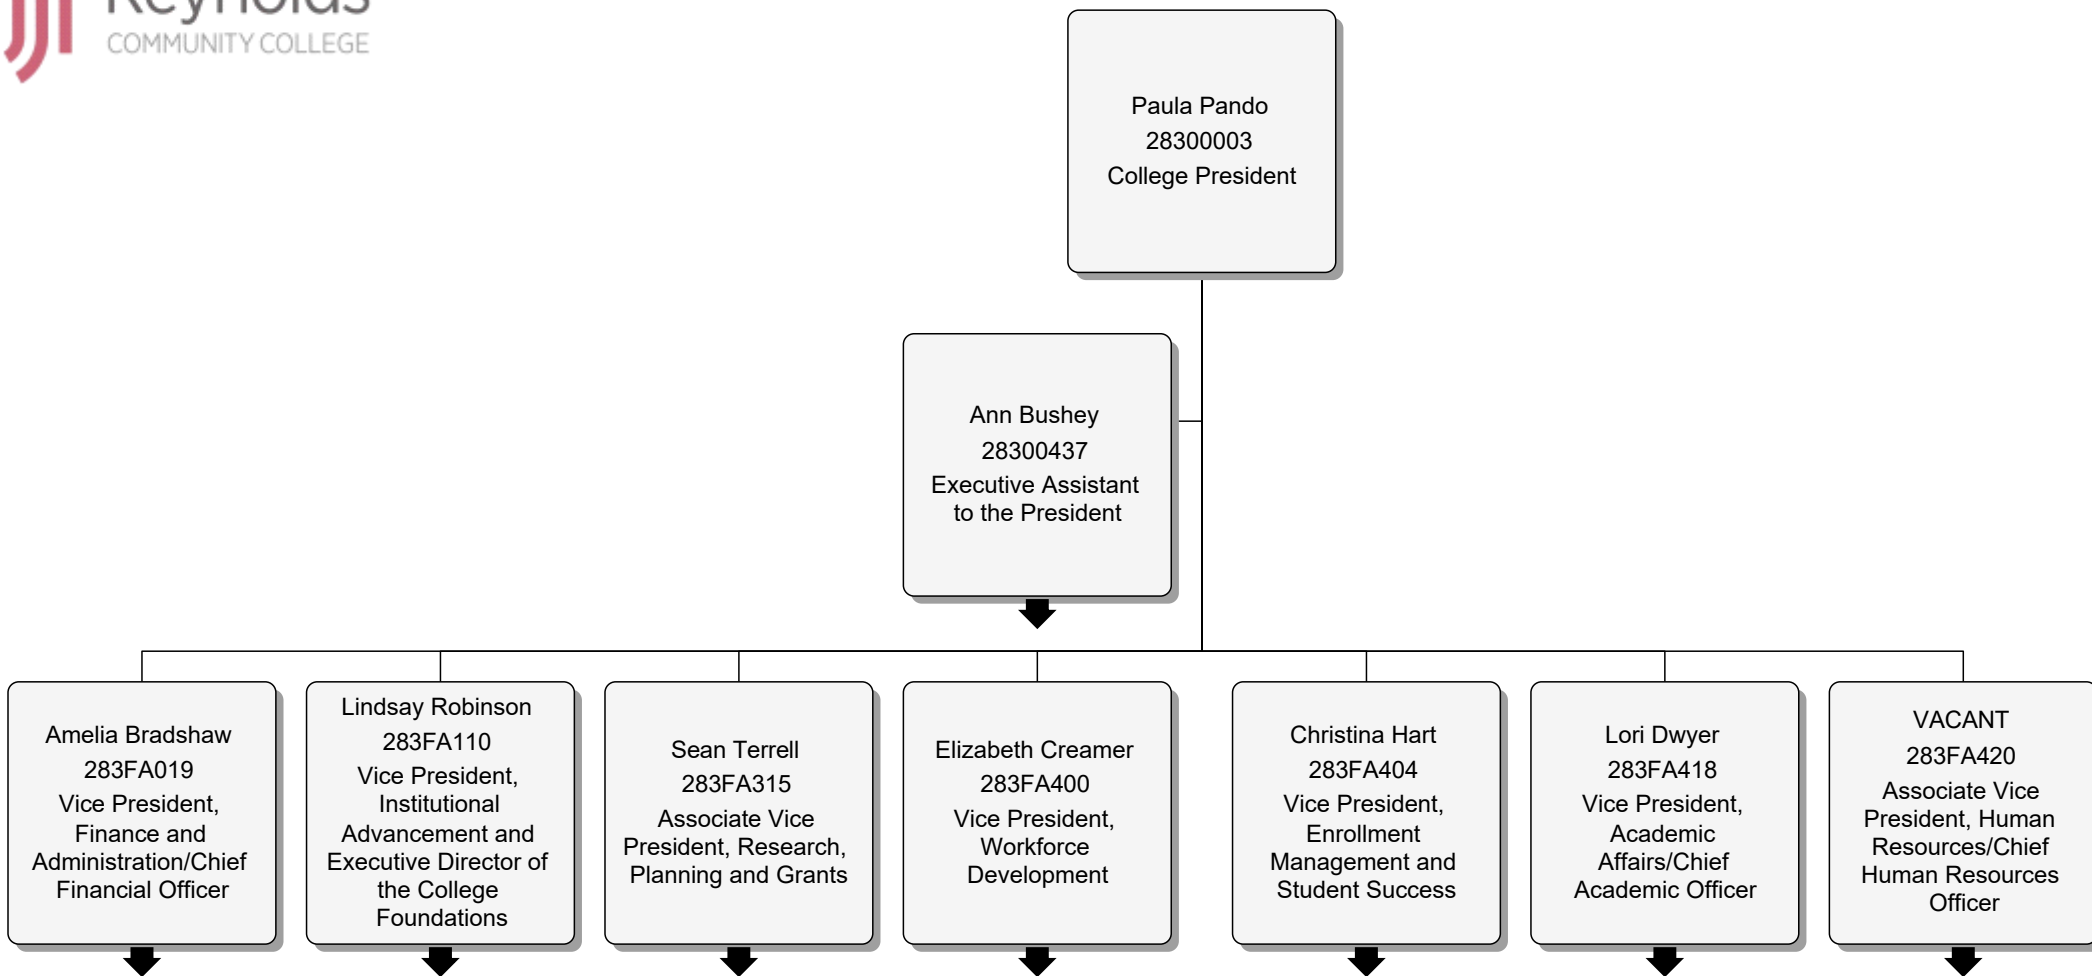 Reynolds
COMMUNITY COLLEGE
Paula Pando
28300003
College President
Ann Bushey
28300437
Executive Assistant
to the President
Amelia Bradshaw
283FA019
Vice President,
Finance and
Administration/Chief
Financial Officer
Lindsay Robinson
283FA110
Vice President,
Institutional
Advancement and
Executive Director of
the College
Foundations
Sean Terrell
283FA315
Associate Vice
President, Research,
Planning and Grants
Elizabeth Creamer
283FA400
Vice President,
Workforce
Development
Christina Hart
283FA404
Vice President,
Enrollment
Management and
Student Success
Lori Dwyer
283FA418
Vice President,
Academic
Affairs/Chief
Academic Officer
VACANT
283FA420
Associate Vice
President, Human
Resources/Chief
Human Resources
Officer